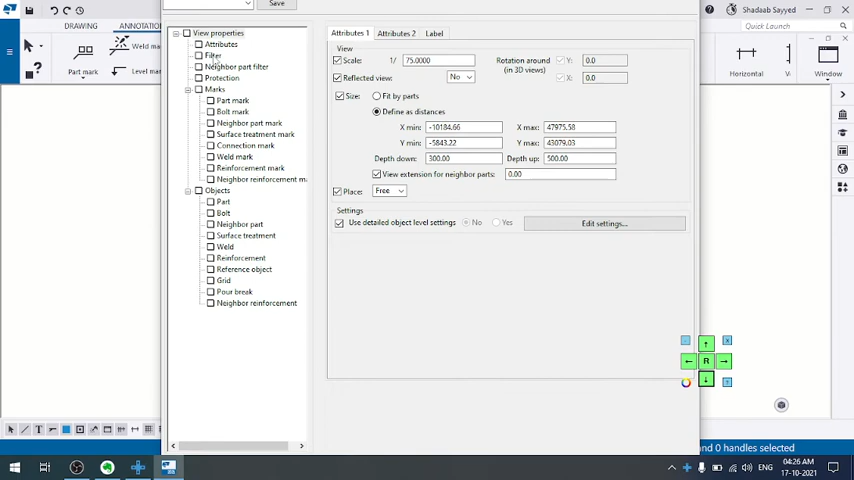 Save
Shadaab Sayyed
DRAWING
ANNOTATION
Quick Launch
Part mark
Weld ma
Level mar
Horizontal
V
Window
View properties
Attributes
Filter
Neighbor part filter
Protection
Marks
Part mark
Bolt mark
Neighbor part mark
Surface treatment mark
Connection mark
Weld mark
Reinforcement mark
Neighbor reinforcement m
Objects
Part
Bolt
Neighbor part
Surface treatment
Weld
Reinforcement
Reference object
Grid
Pour break
Neighbor reinforcement
Attributes 1
Attributes 2
Label
View
Scale: 1/ 75.0000
Rotation around
(in 3D views)
Y: 0.0
Reflected view: No
X: 0.0
Size:
Fit by parts
Define as distances
X min: -10184.66 X max: 47975.58
Y min: -5843.22 Y max: 43079.03
Depth down: 300.00 Depth up: 500.00
View extension for neighbor parts: 0.00
Place: Free
Settings
Use detailed object level settings No Yes Edit settings...
R
and 0 handles selected
ENG
04:26 AM
17-10-2021